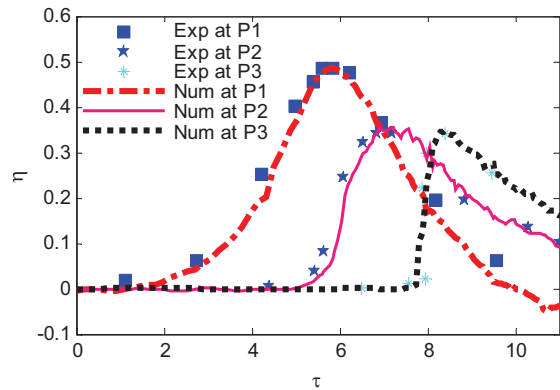 0.6
0.5
0.4
0.3
0.2
0.1
0
-0.1
η
Exp at P1
Exp at P2
Exp at P3
Num at P1
Num at P2
Num at P3
0 2 4 6 8 10
τ